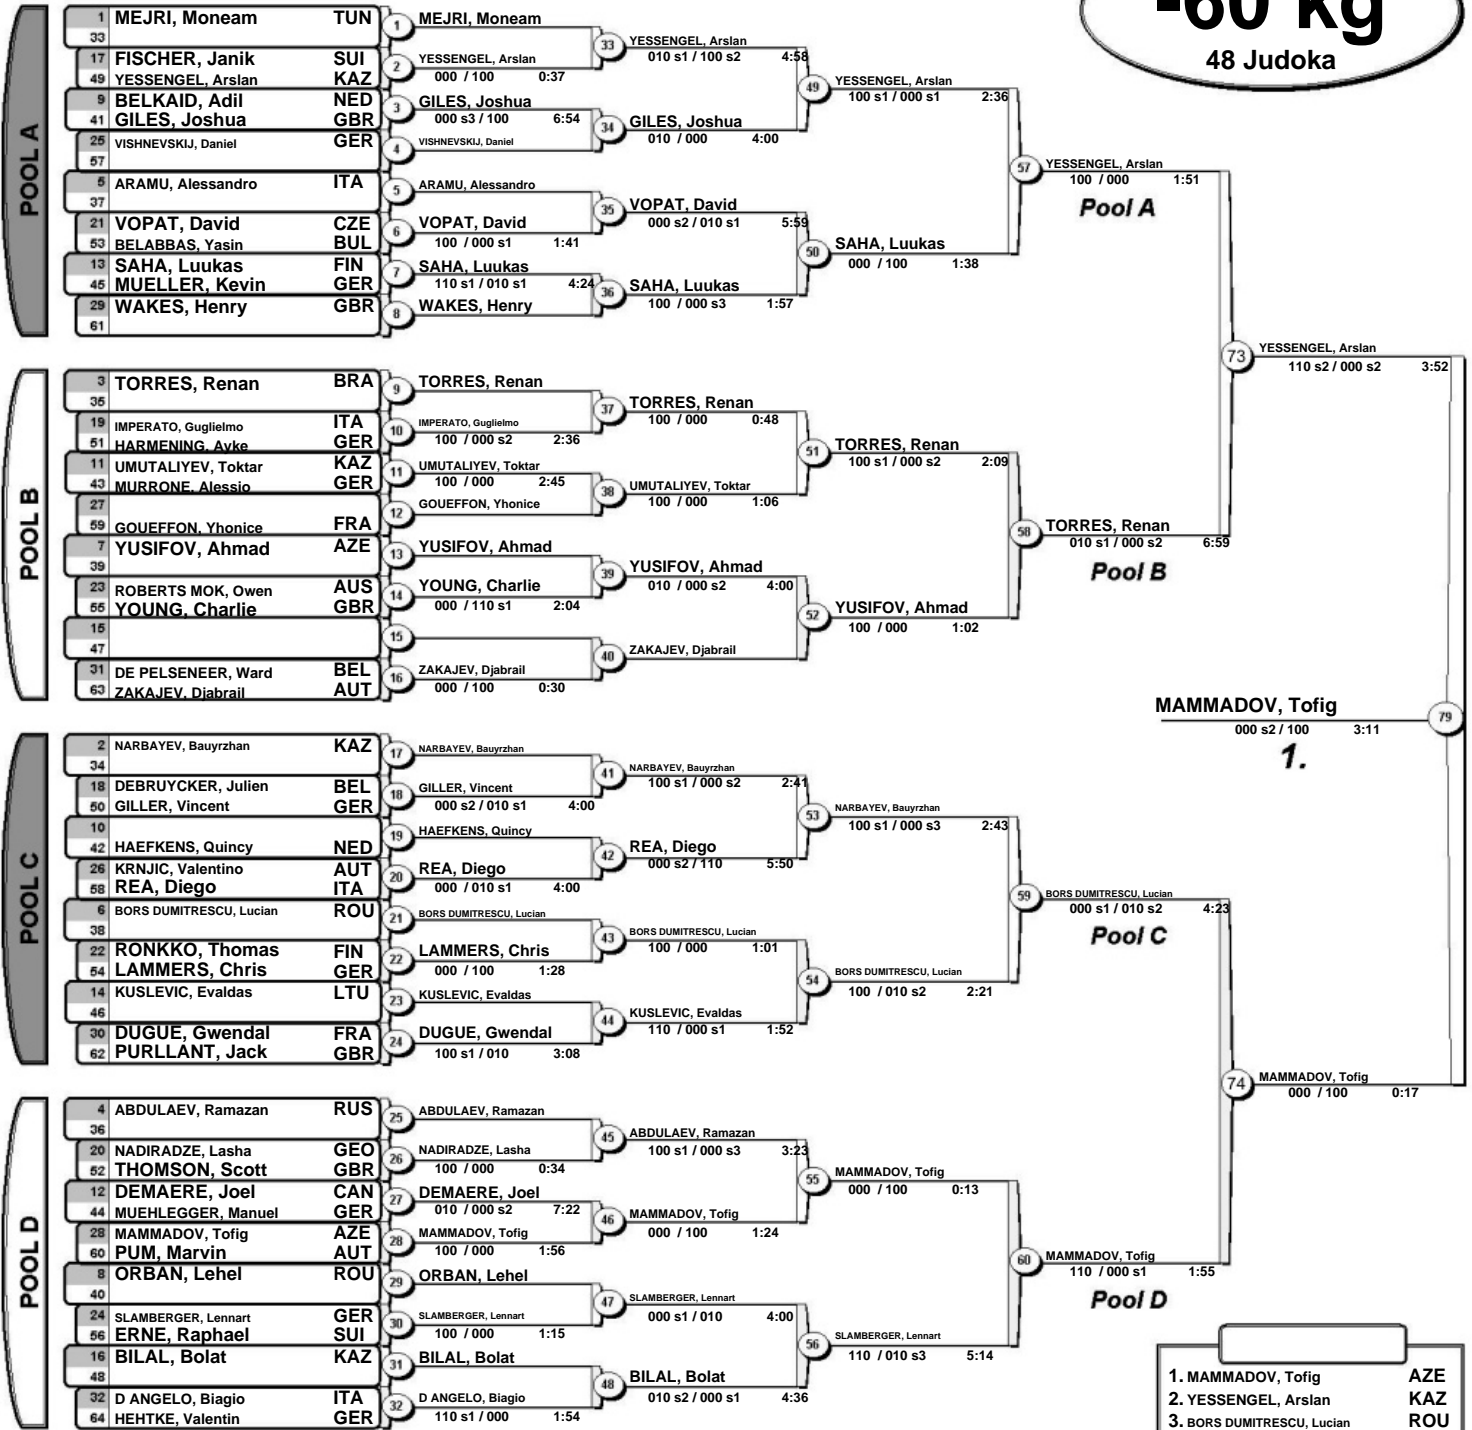 -60 kg
48 Judoka
POOL A
1 MEJRI, Moneam TUN
33
17 FISCHER, Janik SUI
49 YESSENGEL, Arslan KAZ
9 BELKAID, Adil NED
41 GILES, Joshua GBR
25 VISHNEVSKIJ, Daniel GER
57
5 ARAMU, Alessandro ITA
37
21 VOPAT, David CZE
53 BELABBAS, Yasin BUL
13 SAHA, Luukas FIN
45 MUELLER, Kevin GER
29 WAKES, Henry GBR
61
1 MEJRI, Moneam
2 YESSENGEL, Arslan
000 / 100 0:37
3 GILES, Joshua
000 s3 / 100 6:54
4 VISHNEVSKIJ, Daniel
5 ARAMU, Alessandro
6 VOPAT, David
100 / 000 s1 1:41
7 SAHA, Luukas
110 s1 / 010 s1 4:24
8 WAKES, Henry
33 YESSENGEL, Arslan
010 s1 / 100 s2 4:58
34 GILES, Joshua
010 / 000 4:00
35 VOPAT, David
000 s2 / 010 s1 5:59
36 SAHA, Luukas
100 / 000 s3 1:57
49 YESSENGEL, Arslan
100 s1 / 000 s1 2:36
50 SAHA, Luukas
000 / 100 1:38
57 YESSENGEL, Arslan
100 / 000 1:51
Pool A
POOL B
3 TORRES, Renan BRA
35
19 IMPERATO, Guglielmo ITA
51 HARMENING, Ayke GER
11 UMUTALIYEV, Toktar KAZ
43 MURRONE, Alessio GER
27
59 GOUEFFON, Yhonice FRA
7 YUSIFOV, Ahmad AZE
39
23 ROBERTS MOK, Owen AUS
55 YOUNG, Charlie GBR
15
47
31 DE PELSENEER, Ward BEL
63 ZAKAJEV, Djabrail AUT
9 TORRES, Renan
10 IMPERATO, Guglielmo
100 / 000 s2 2:36
11 UMUTALIYEV, Toktar
100 / 000 2:45
12 GOUEFFON, Yhonice
13 YUSIFOV, Ahmad
14 YOUNG, Charlie
000 / 110 s1 2:04
15
16 ZAKAJEV, Djabrail
000 / 100 0:30
37 TORRES, Renan
100 / 000 0:48
38 UMUTALIYEV, Toktar
100 / 000 1:06
39 YUSIFOV, Ahmad
010 / 000 s2 4:00
40 ZAKAJEV, Djabrail
51 TORRES, Renan
100 s1 / 000 s2 2:09
52 YUSIFOV, Ahmad
100 / 000 1:02
58 TORRES, Renan
010 s1 / 000 s2 6:59
Pool B
73 YESSENGEL, Arslan
110 s2 / 000 s2 3:52
MAMMADOV, Tofig
79
000 s2 / 100 3:11
1.
POOL C
2 NARBAYEV, Bauyrzhan KAZ
34
18 DEBRUYCKER, Julien BEL
50 GILLER, Vincent GER
10
42 HAEFKENS, Quincy NED
26 KRNJIC, Valentino AUT
58 REA, Diego ITA
6 BORS DUMITRESCU, Lucian ROU
38
22 RONKKO, Thomas FIN
54 LAMMERS, Chris GER
14 KUSLEVIC, Evaldas LTU
46
30 DUGUE, Gwendal FRA
62 PURLLANT, Jack GBR
17 NARBAYEV, Bauyrzhan
18 GILLER, Vincent
000 s2 / 010 s1 4:00
19 HAEFKENS, Quincy
20 REA, Diego
000 / 010 s1 4:00
21 BORS DUMITRESCU, Lucian
22 LAMMERS, Chris
000 / 100 1:28
23 KUSLEVIC, Evaldas
24 DUGUE, Gwendal
100 s1 / 010 3:08
41 NARBAYEV, Bauyrzhan
100 s1 / 000 s2 2:41
42 REA, Diego
000 s2 / 110 5:50
43 BORS DUMITRESCU, Lucian
100 / 000 1:01
44 KUSLEVIC, Evaldas
110 / 000 s1 1:52
53 NARBAYEV, Bauyrzhan
100 s1 / 000 s3 2:43
54 BORS DUMITRESCU, Lucian
100 / 010 s2 2:21
59 BORS DUMITRESCU, Lucian
000 s1 / 010 s2 4:23
Pool C
74 MAMMADOV, Tofig
000 / 100 0:17
POOL D
4 ABDULAEV, Ramazan RUS
36
20 NADIRADZE, Lasha GEO
52 THOMSON, Scott GBR
12 DEMAERE, Joel CAN
44 MUEHLEGGER, Manuel GER
28 MAMMADOV, Tofig AZE
60 PUM, Marvin AUT
8 ORBAN, Lehel ROU
40
24 SLAMBERGER, Lennart GER
56 ERNE, Raphael SUI
16 BILAL, Bolat KAZ
48
32 D ANGELO, Biagio ITA
64 HEHTKE, Valentin GER
25 ABDULAEV, Ramazan
26 NADIRADZE, Lasha
100 / 000 0:34
27 DEMAERE, Joel
010 / 000 s2 7:22
28 MAMMADOV, Tofig
100 / 000 1:56
29 ORBAN, Lehel
30 SLAMBERGER, Lennart
100 / 000 1:15
31 BILAL, Bolat
32 D ANGELO, Biagio
110 s1 / 000 1:54
45 ABDULAEV, Ramazan
100 s1 / 000 s3 3:23
46 MAMMADOV, Tofig
000 / 100 1:24
47 SLAMBERGER, Lennart
000 s1 / 010 4:00
48 BILAL, Bolat
010 s2 / 000 s1 4:36
55 MAMMADOV, Tofig
000 / 100 0:13
56 SLAMBERGER, Lennart
110 / 010 s3 5:14
60 MAMMADOV, Tofig
110 / 000 s1 1:55
Pool D
1. MAMMADOV, Tofig AZE
2. YESSENGEL, Arslan KAZ
3. BORS DUMITRESCU, Lucian ROU